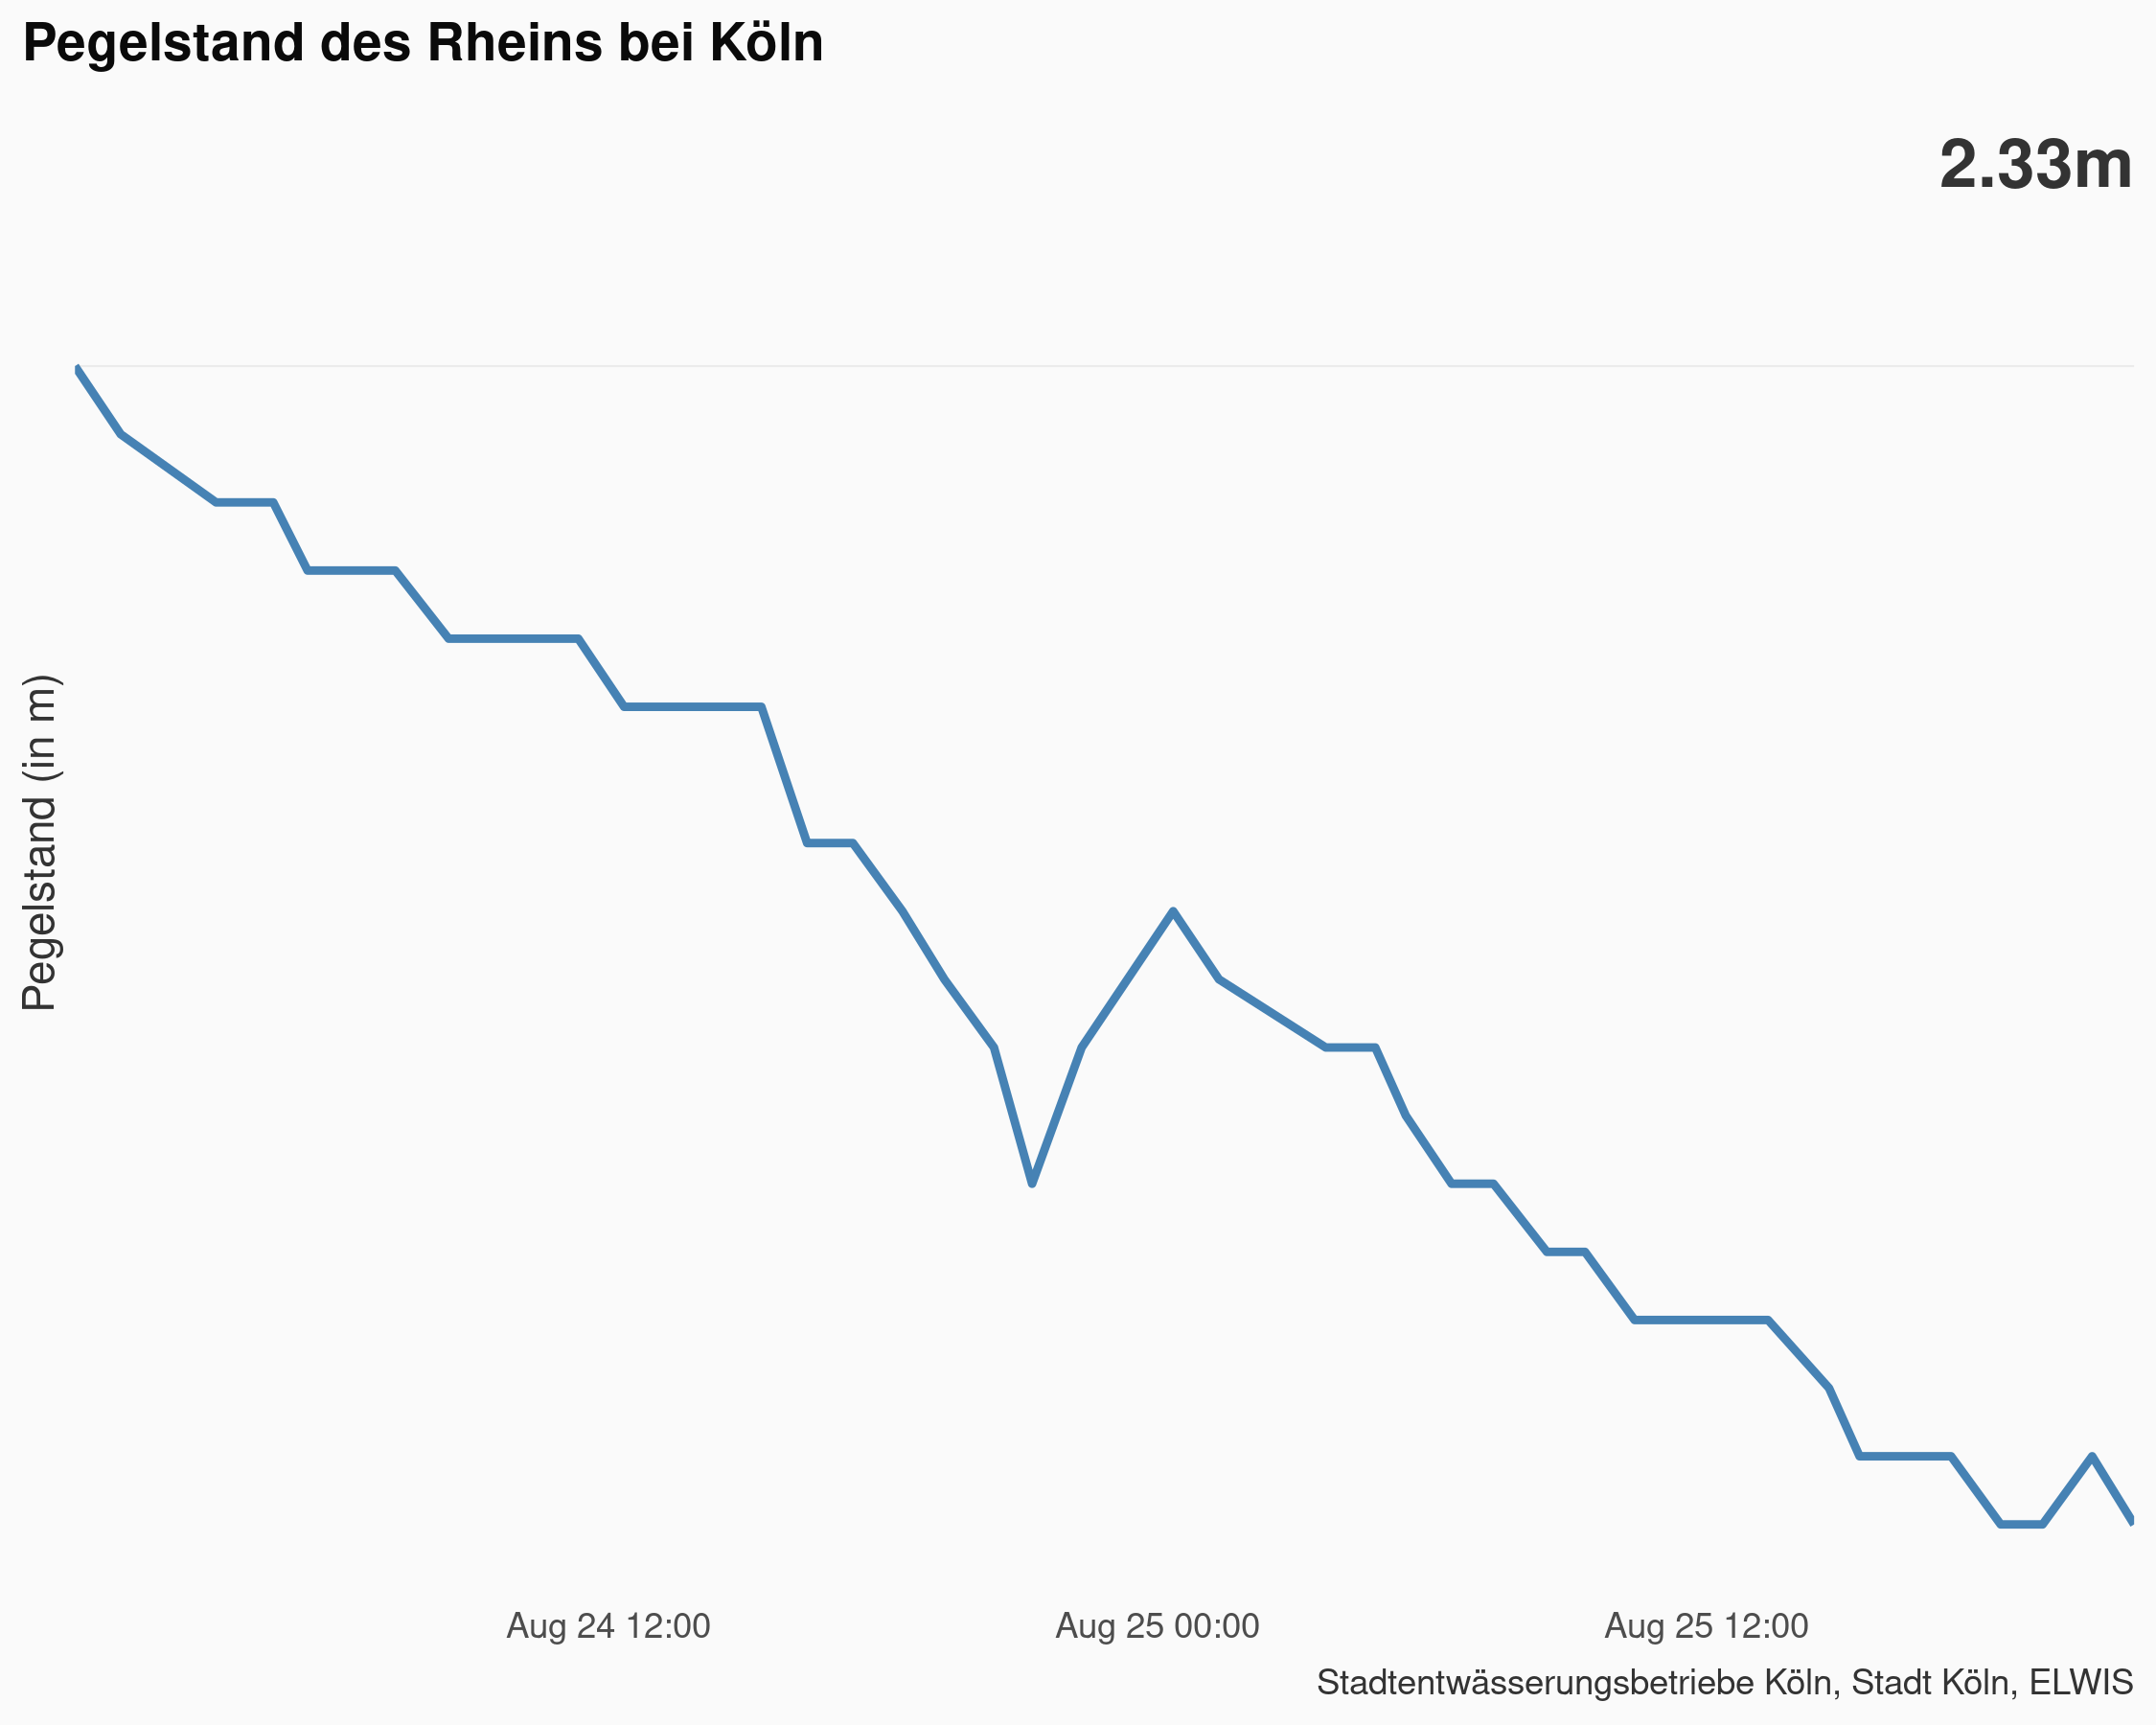 Pegelstand des Rheins bei Köln
2.33m
Pegelstand (in m)
Aug 24 12:00
Aug 25 00:00
Aug 25 12:00
Stadtentwässerungsbetriebe Köln, Stadt Köln, ELWIS